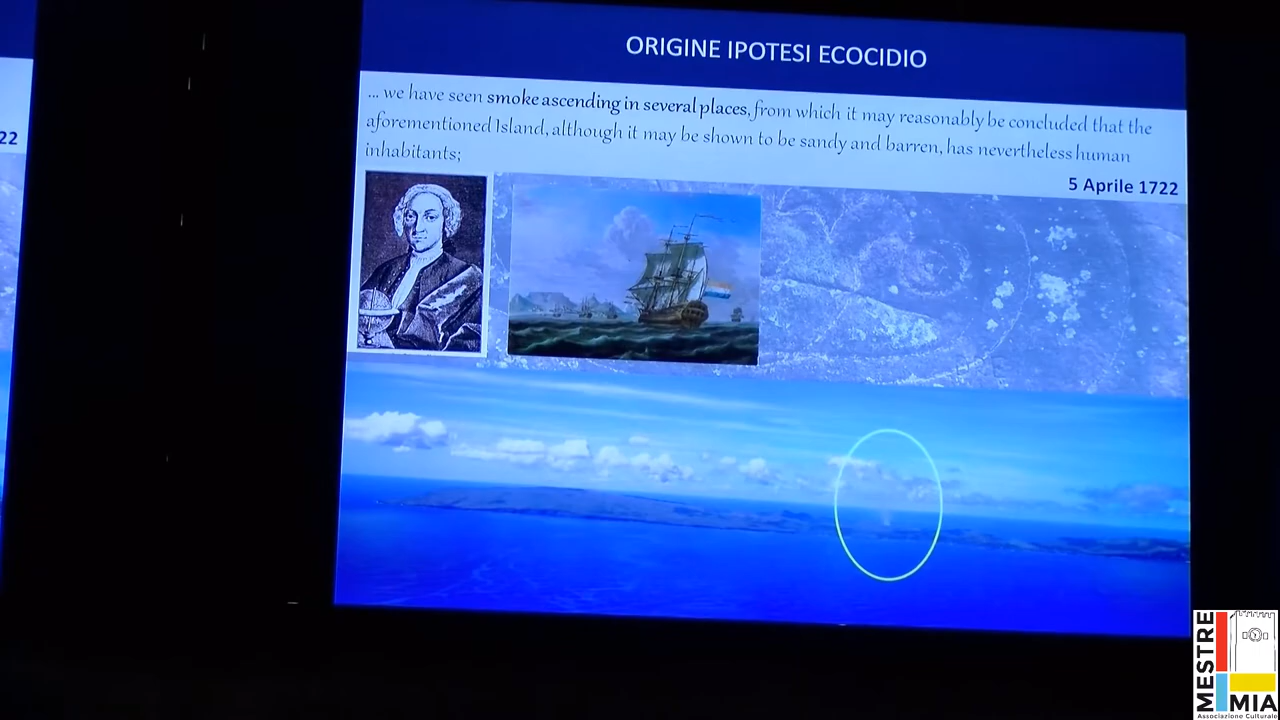 22
ORIGINE IPOTESI ECOCIDIO
... we have seen smoke ascending in several places, from which it may reasonably be concluded that the
aforementioned Island, although it may be shown to be sandy and barren, has nevertheless human
inhabitants;
5 Aprile 1722
MESTRE
MIA
Associazione Culturale